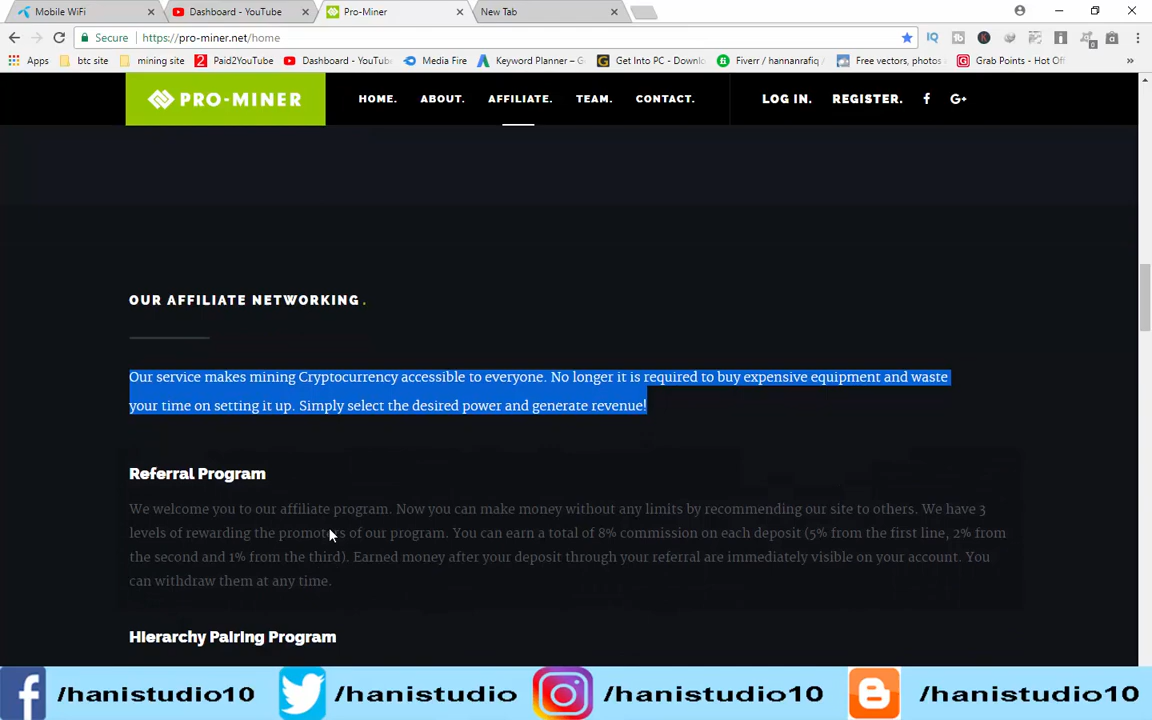 Mobile WiFi
Dashboard - YouTube
Pro-Miner
New Tab
Secure https://pro-miner.net/home
Apps btc site mining site Paid2YouTube Dashboard - YouTub Media Fire Keyword Planner – G Get Into PC - Downlo Fiverr / hannanrafiq / Free vectors, photos Grab Points - Hot Off
PRO-MINER
HOME. ABOUT. AFFILIATE. TEAM. CONTACT. LOG IN. REGISTER. f G+
OUR AFFILIATE NETWORKING .
Our service makes mining Cryptocurrency accessible to everyone. No longer it is required to buy expensive equipment and waste
your time on setting it up. Simply select the desired power and generate revenue!
Referral Program
We welcome you to our affiliate program. Now you can make money without any limits by recommending our site to others. We have 3
levels of rewarding the promoters of our program. You can earn a total of 8% commission on each deposit (5% from the first line, 2% from
the second and 1% from the third). Earned money after your deposit through your referral are immediately visible on your account. You
can withdraw them at any time.
Hierarchy Pairing Program
/hanistudio10 /hanistudio /hanistudio10 /hanistudio10